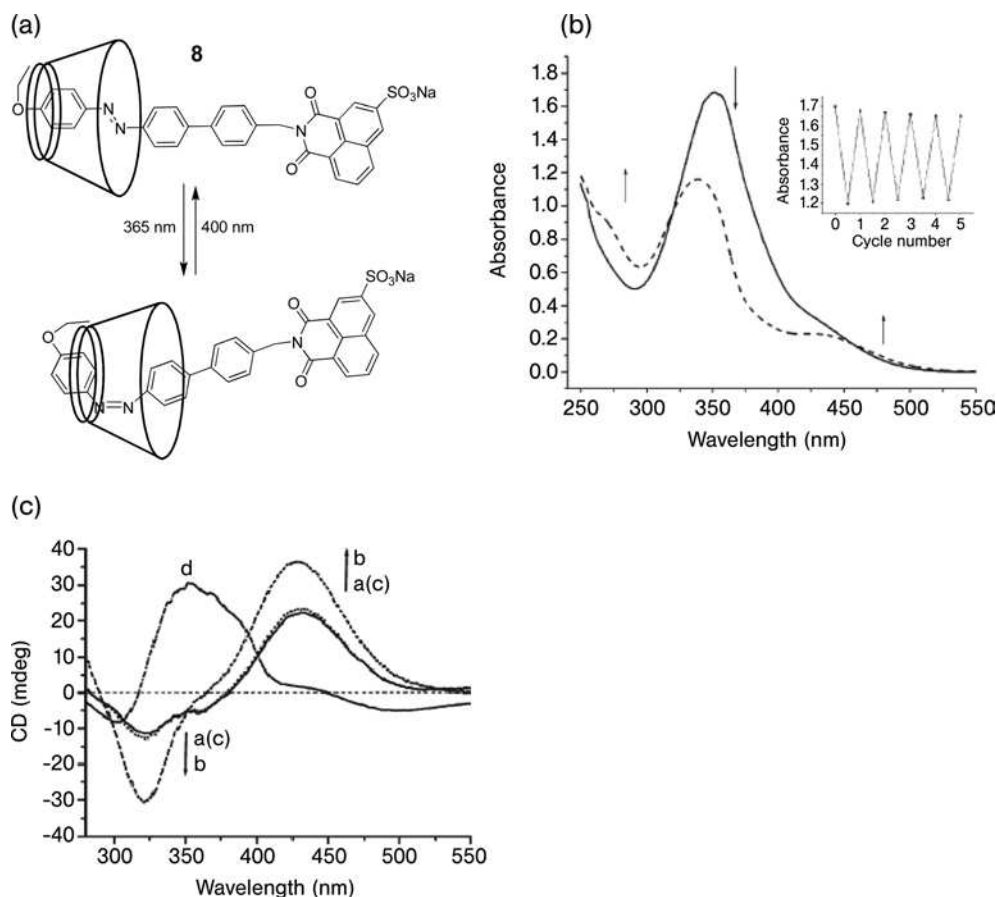 (a)
8
O
N
N
N
O
O
SO3Na
365 nm
400 nm
O
N=N
N
O
O
SO3Na
(b)
Absorbance
1.8
1.6
1.4
1.2
1.0
0.8
0.6
0.4
0.2
0.0
250 300 350 400 450 500 550
Wavelength (nm)
Absorbance
1.7
1.6
1.5
1.4
1.3
1.2
0 1 2 3 4 5
Cycle number
(c)
CD (mdeg)
40
30
20
10
0
-10
-20
-30
-40
d
b
a(c)
a(c)
b
300 350 400 450 500 550
Wavelength (nm)